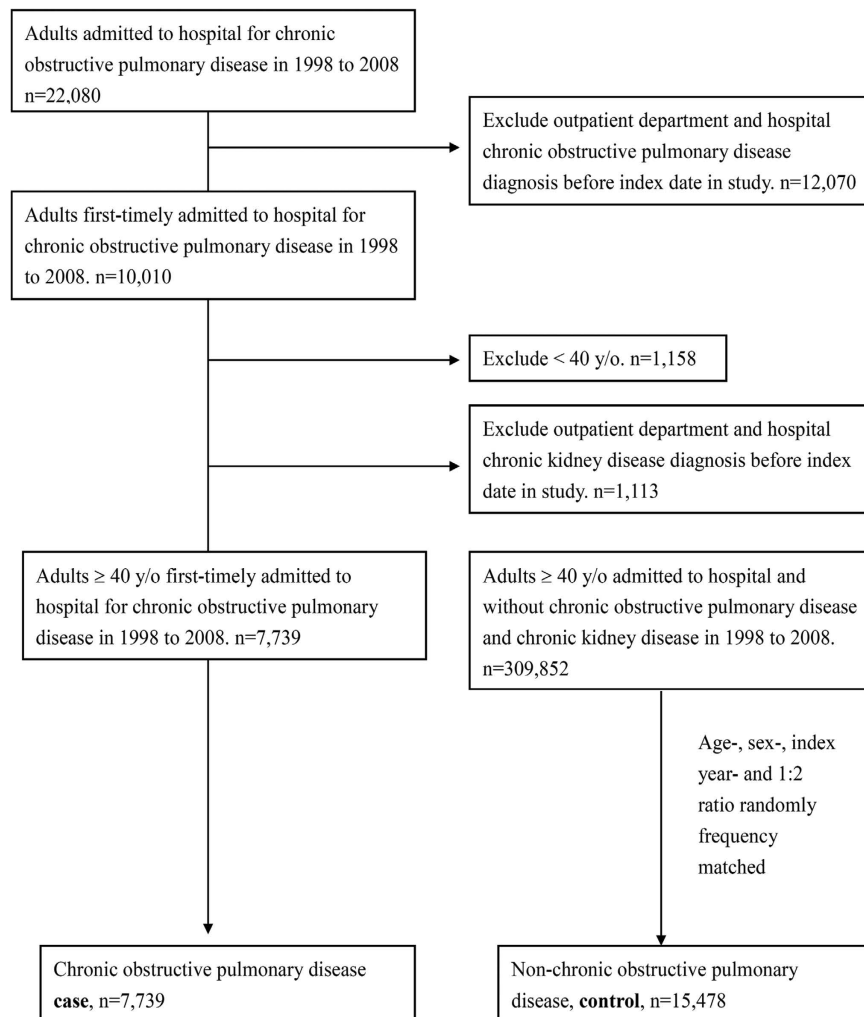 Adults admitted to hospital for chronic
obstructive pulmonary disease in 1998 to 2008
n=22,080
Exclude outpatient department and hospital
chronic obstructive pulmonary disease
diagnosis before index date in study. n=12,070
Adults first-timely admitted to hospital for
chronic obstructive pulmonary disease in 1998
to 2008. n=10,010
Exclude < 40 y/o. n=1,158
Exclude outpatient department and hospital
chronic kidney disease diagnosis before index
date in study. n=1,113
Adults ≥ 40 y/o first-timely admitted to
hospital for chronic obstructive pulmonary
disease in 1998 to 2008. n=7,739
Adults ≥ 40 y/o admitted to hospital and
without chronic obstructive pulmonary disease
and chronic kidney disease in 1998 to 2008.
n=309,852
Age-, sex-, index
year- and 1:2
ratio randomly
frequency
matched
Chronic obstructive pulmonary disease
case, n=7,739
Non-chronic obstructive pulmonary
disease, control, n=15,478